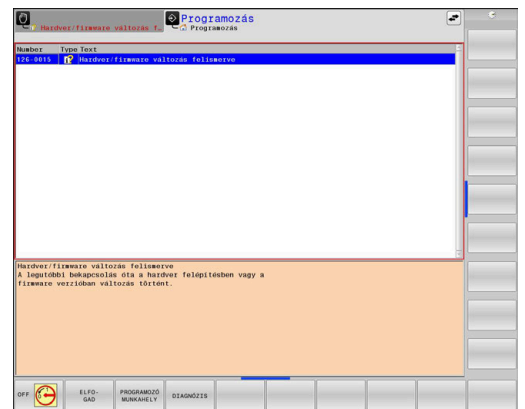 Hardver/firmware változás f…
Programozás
Programozás
Number Type Text
126-0015 Hardver/firmware változás felismerve
Hardver/firmware változás felismerve
A legutóbbi bekapcsolás óta a hardver felépítésben vagy a
firmware verzióban változás történt.
OFF
ELFO-
GAD
PROGRAMOZÓ
MUNKAHELY
DIAGNÓZIS